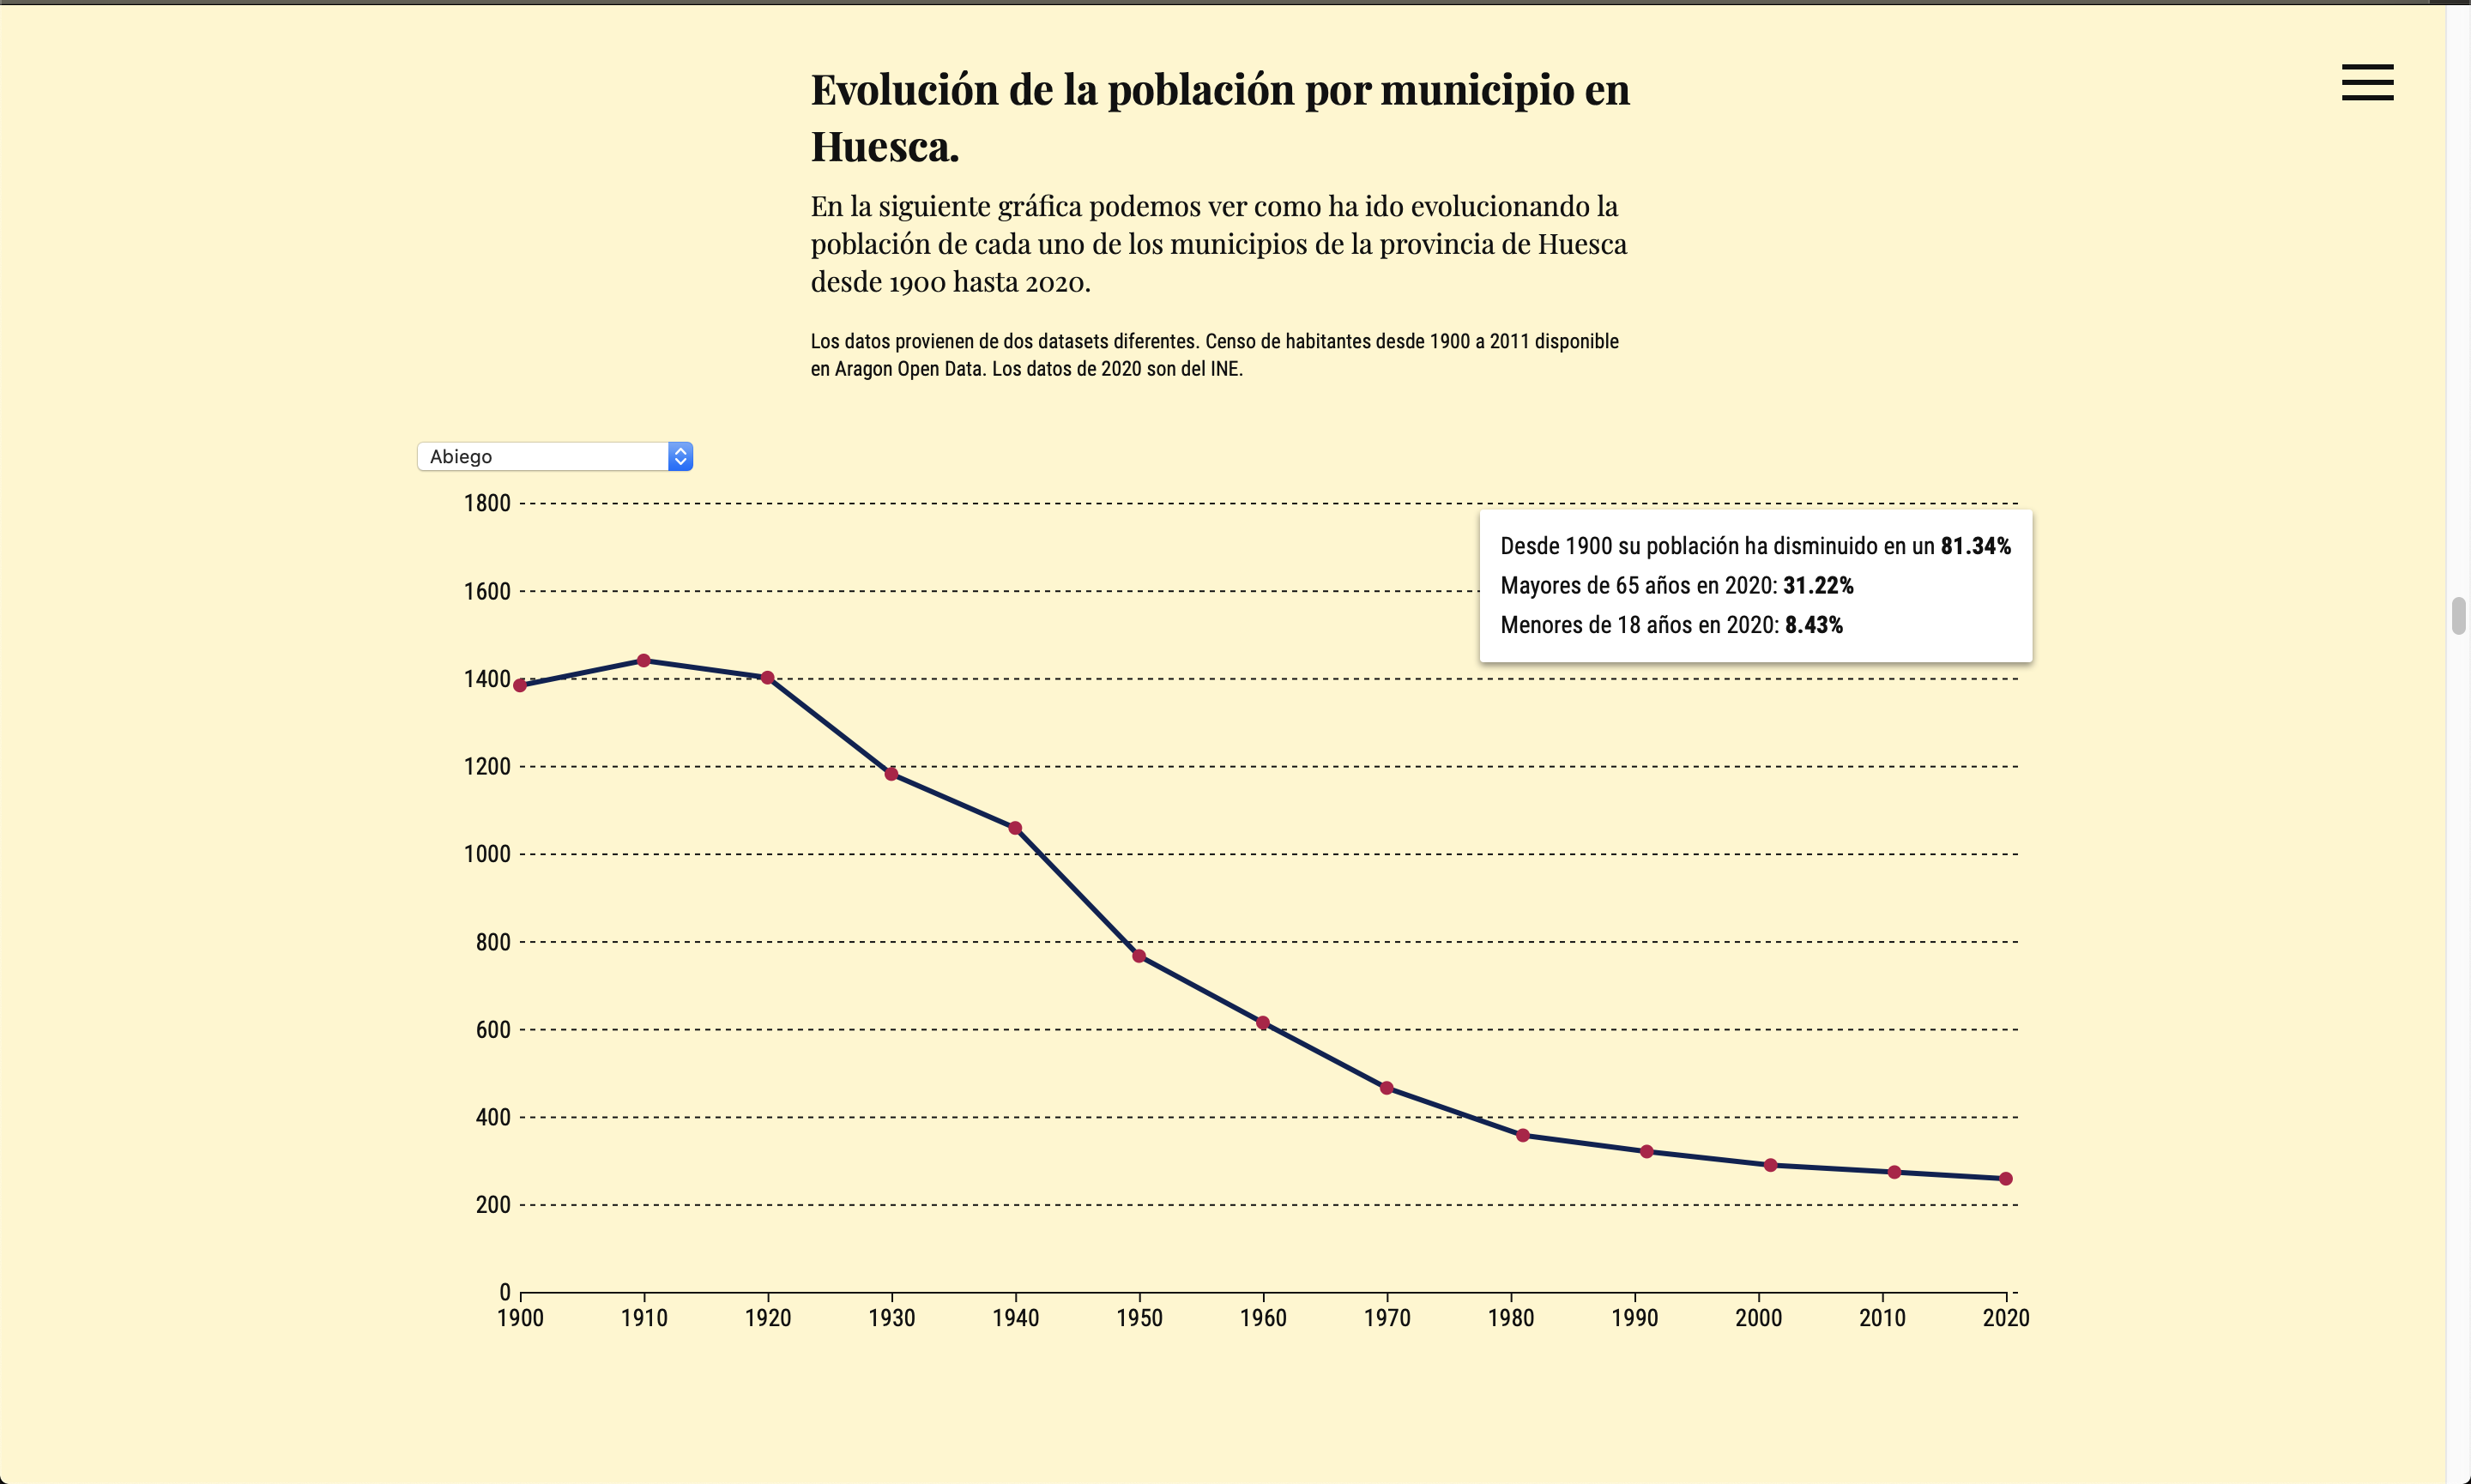 Evolución de la población por municipio en
Huesca.
En la siguiente gráfica podemos ver como ha ido evolucionando la
población de cada uno de los municipios de la provincia de Huesca
desde 1900 hasta 2020.
Los datos provienen de dos datasets diferentes. Censo de habitantes desde 1900 a 2011 disponible
en Aragon Open Data. Los datos de 2020 son del INE.
Abiego
1800
Desde 1900 su población ha disminuido en un 81.34%
1600
Mayores de 65 años en 2020: 31.22%
Menores de 18 años en 2020: 8.43%
1400
1200
1000
800
600
400
200
0
1900 1910 1920 1930 1940 1950 1960 1970 1980 1990 2000 2010 2020